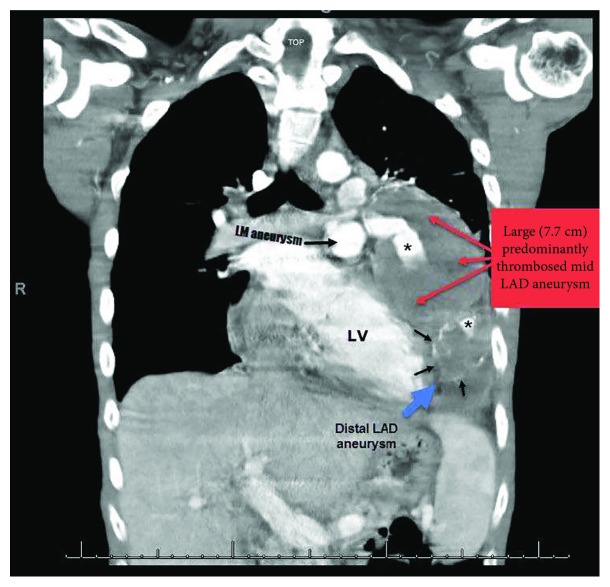 TOP
LM aneurysm
*
Large (7.7 cm)
predominantly
thrombosed mid
LAD aneurysm
R
*
LV
Distal LAD
aneurysm